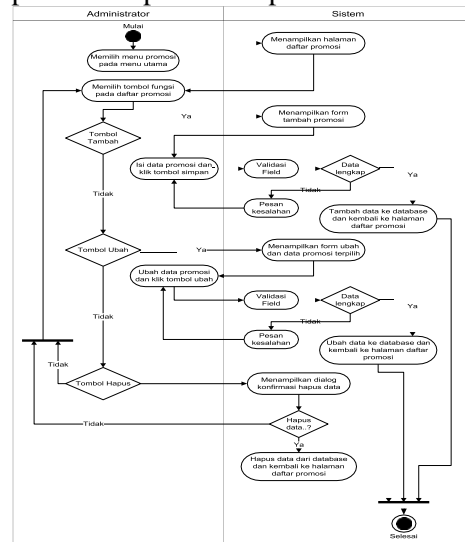 Administrator
Sistem
Mulai
Memilih menu promosi
pada menu utama
Menampilkan halaman
daftar promosi
Memilih tombol fungsi
pada daftar promosi
Ya
Menampilkan form
tambah promosi
Tombol
Tambah
Isi data promosi dan
klik tombol simpan
Validasi
Field
Data
lengkap
Ya
Tidak
Tidak
Pesan
kesalahan
Tambah data ke database
dan kembali ke halaman
daftar promosi
Tombol Ubah
Ya
Menampilkan form ubah
dan data promosi terpilih
Ubah data promosi
dan klik tombol ubah
Tidak
Validasi
Field
Data
lengkap
Ya
Tidak
Pesan
kesalahan
Ubah data ke database dan
kembali ke halaman daftar
promosi
Tidak
Tombol Hapus
Menampilkan dialog
konfirmasi hapus data
Tidak
Hapus
data..?
Ya
Hapus data dari database
dan kembali ke halaman
daftar promosi
Selesai